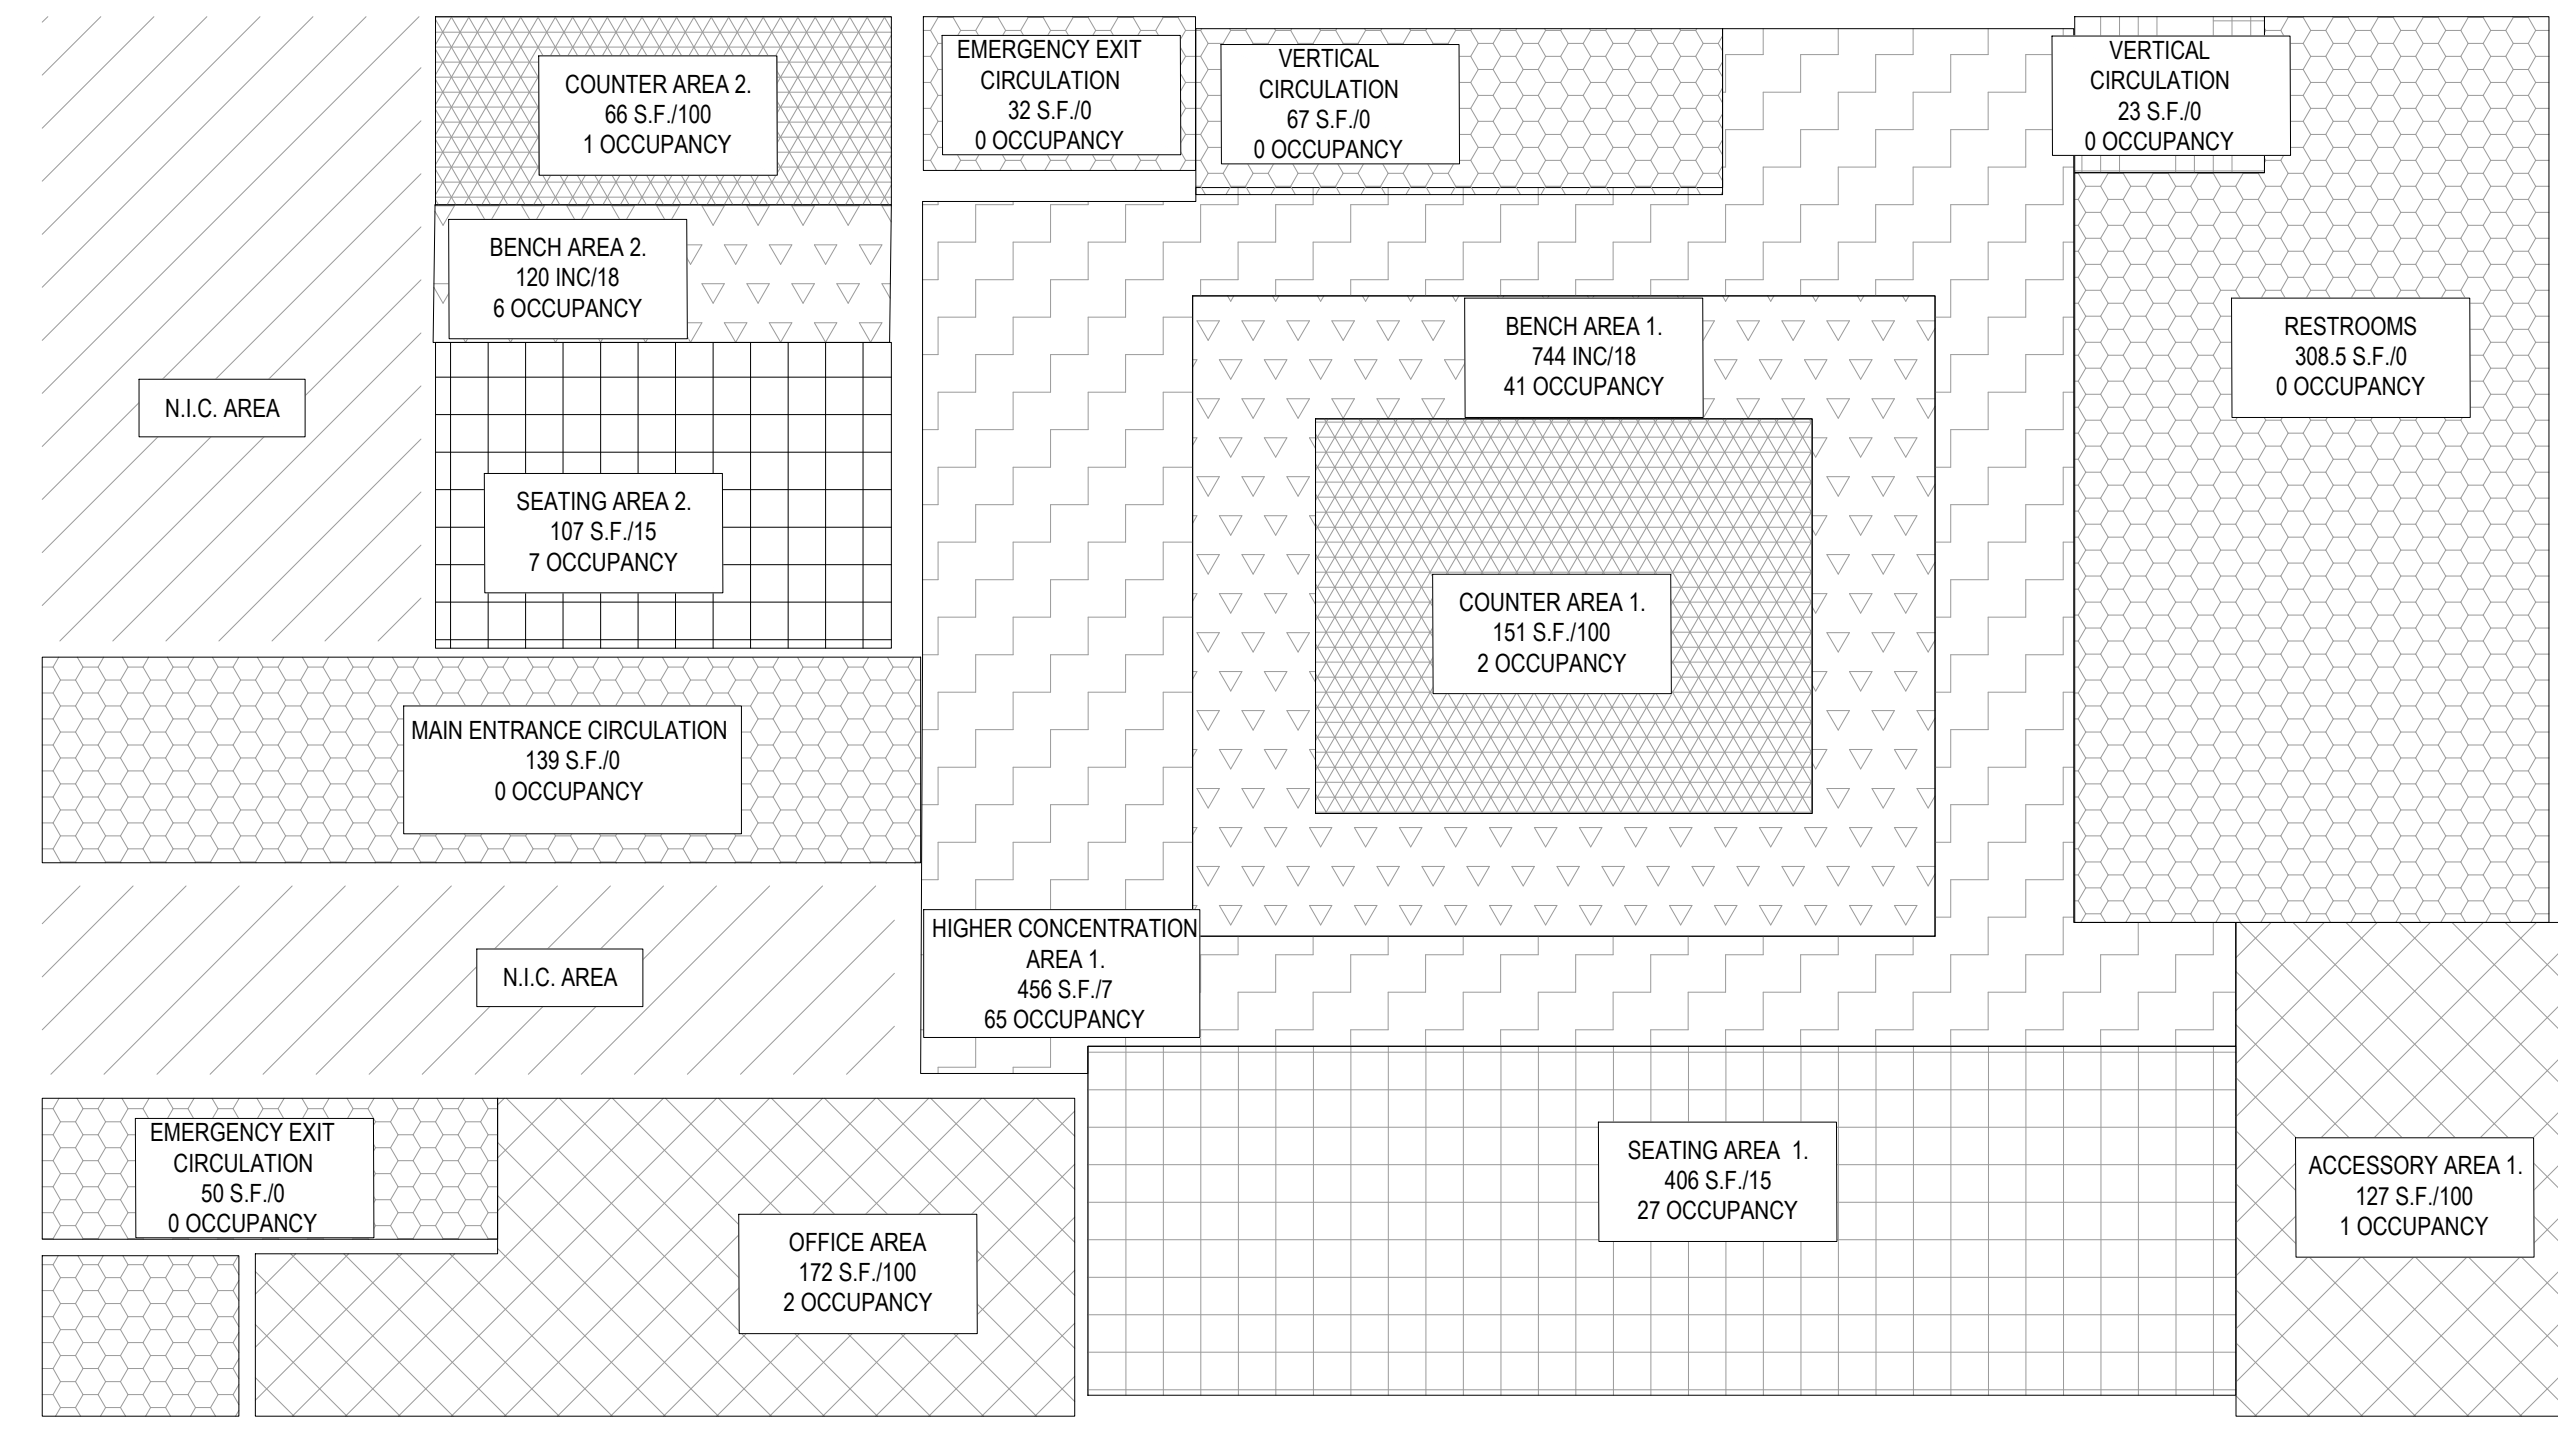 COUNTER AREA 2.
66 S.F./100
1 OCCUPANCY
EMERGENCY EXIT
CIRCULATION
32 S.F./0
0 OCCUPANCY
VERTICAL
CIRCULATION
67 S.F./0
0 OCCUPANCY
VERTICAL
CIRCULATION
23 S.F./0
0 OCCUPANCY
BENCH AREA 2.
120 INC/18
6 OCCUPANCY
BENCH AREA 1.
744 INC/18
41 OCCUPANCY
RESTROOMS
308.5 S.F./0
0 OCCUPANCY
N.I.C. AREA
SEATING AREA 2.
107 S.F./15
7 OCCUPANCY
COUNTER AREA 1.
151 S.F./100
2 OCCUPANCY
MAIN ENTRANCE CIRCULATION
139 S.F./0
0 OCCUPANCY
HIGHER CONCENTRATION
AREA 1.
456 S.F./7
65 OCCUPANCY
N.I.C. AREA
EMERGENCY EXIT
CIRCULATION
50 S.F./0
0 OCCUPANCY
SEATING AREA  1.
406 S.F./15
27 OCCUPANCY
ACCESSORY AREA 1.
127 S.F./100
1 OCCUPANCY
OFFICE AREA
172 S.F./100
2 OCCUPANCY